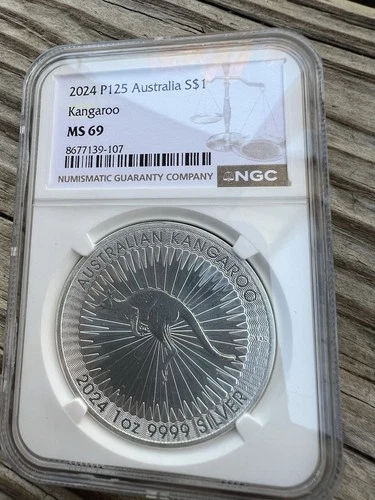 2024 P125 Australia S$1
Kangaroo
MS 69
8677139-107
NUMISMATIC GUARANTY COMPANY
NGC
AUSTRALIAN KANGAROO
2024 1oz 9999 SILVER